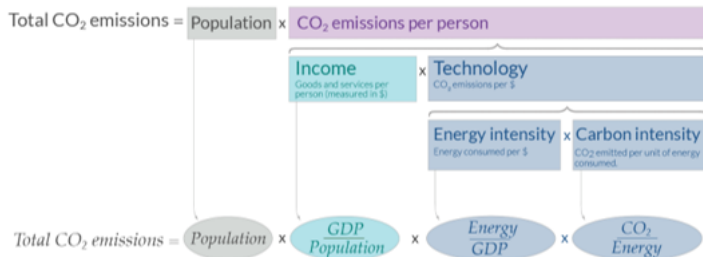 Total CO₂ emissions = Population x CO₂ emissions per person
Income x Technology
Goods and services per
person (measured in $)
CO₂ emissions per $
Energy intensity x Carbon intensity
Energy consumed per $
CO₂ emitted per unit of energy
consumed.
Total CO₂ emissions = Population x GDP/Population x Energy/GDP x CO₂/Energy